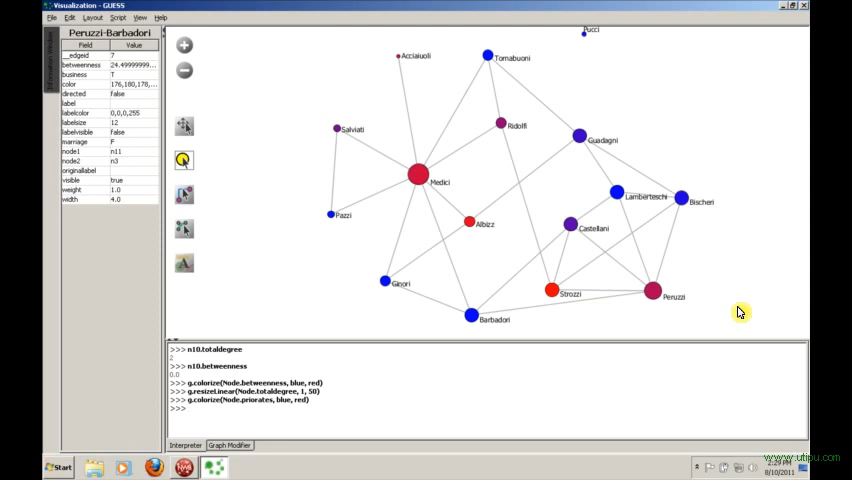 Visualization - GUESS
File Edit Layout Script View Help
Information Window
Peruzzi-Barbadori
Field Value
__edgeid 7
betweenness 24.49999999...
business T
color 176,180,178,...
directed false
label
labelcolor 0,0,0,255
labelsize 12
labelvisible false
marriage F
node1 n11
node2 n3
originallabel
visible true
weight 1.0
width 4.0
Pucci
Acciaiuoli
Tornabuoni
Salviati
Ridolfi
Guadagni
Medici
Lamberteschi
Bischeri
Pazzi
Albizz
Castellani
Ginori
Strozzi
Peruzzi
Barbadori
>>> n10.totaldegree
2
>>> n10.betweenness
0.0
>>> g.colorize(Node.betweenness, blue, red)
>>> g.resizeLinear(Node.totaldegree, 1, 50)
>>> g.colorize(Node.priorates, blue, red)
>>>
Interpreter Graph Modifier
Start
www.utipu.com
2:29 PM
8/10/2011